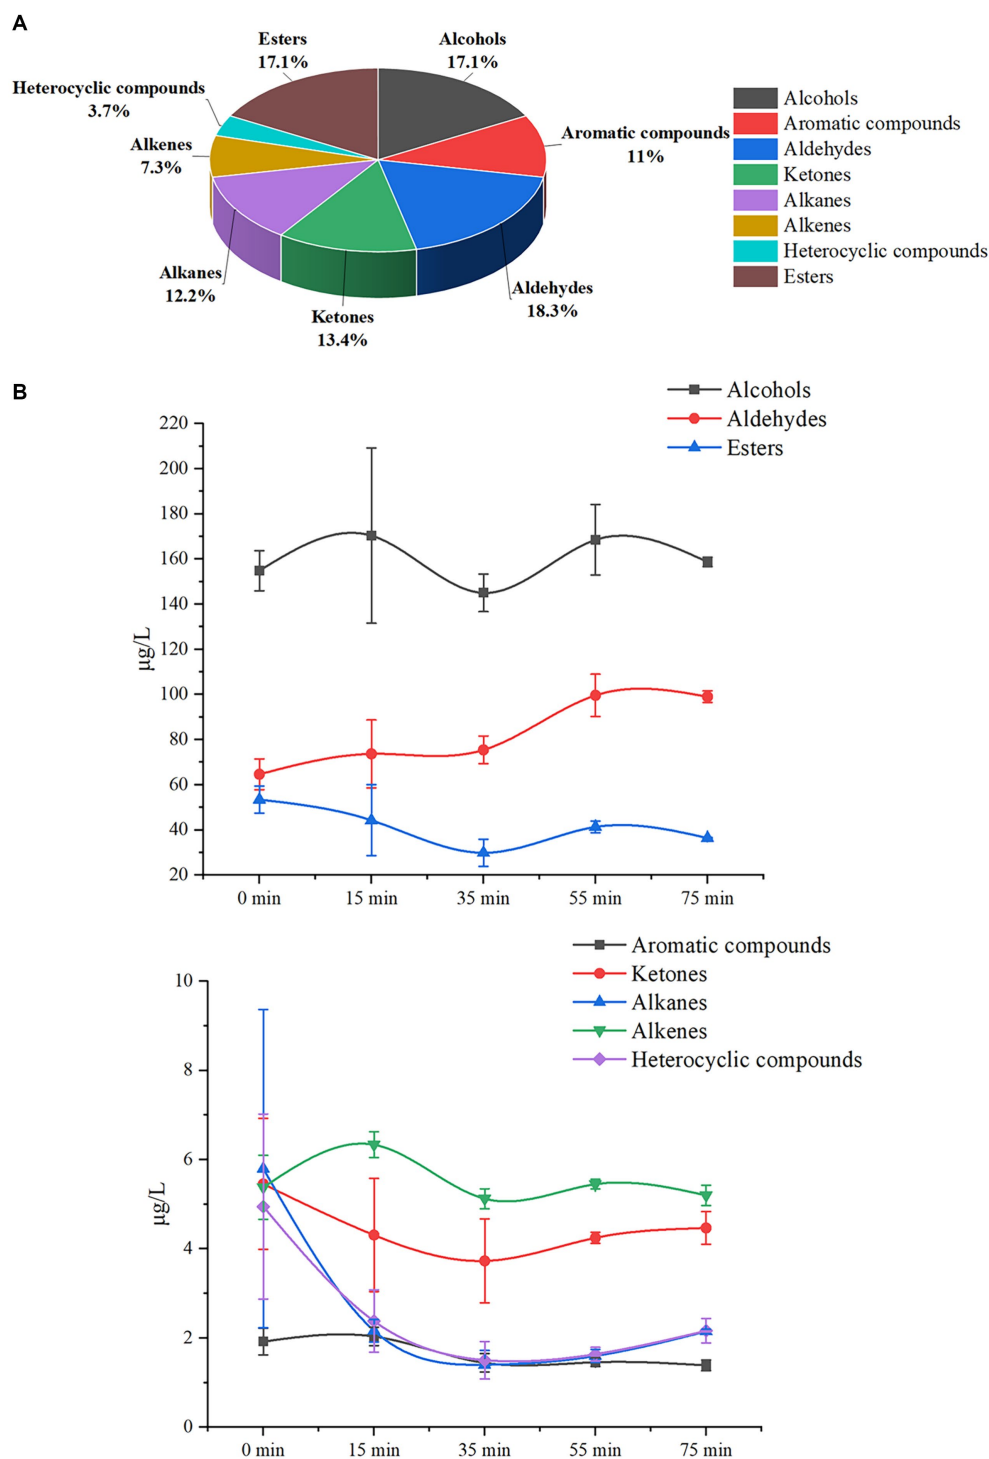 A
Esters
17.1%
Alcohols
17.1%
Heterocyclic compounds
3.7%
Alkenes
7.3%
Aromatic compounds
11%
Alkanes
12.2%
Aldehydes
18.3%
Ketones
13.4%
Alcohols
Aromatic compounds
Aldehydes
Ketones
Alkanes
Alkenes
Heterocyclic compounds
Esters
B
Alcohols
Aldehydes
Esters
220
200
180
160
140
120
100
80
60
40
20
µg/L
0 min
15 min
35 min
55 min
75 min
Aromatic compounds
Ketones
Alkanes
Alkenes
Heterocyclic compounds
10
8
6
4
2
0
µg/L
0 min
15 min
35 min
55 min
75 min